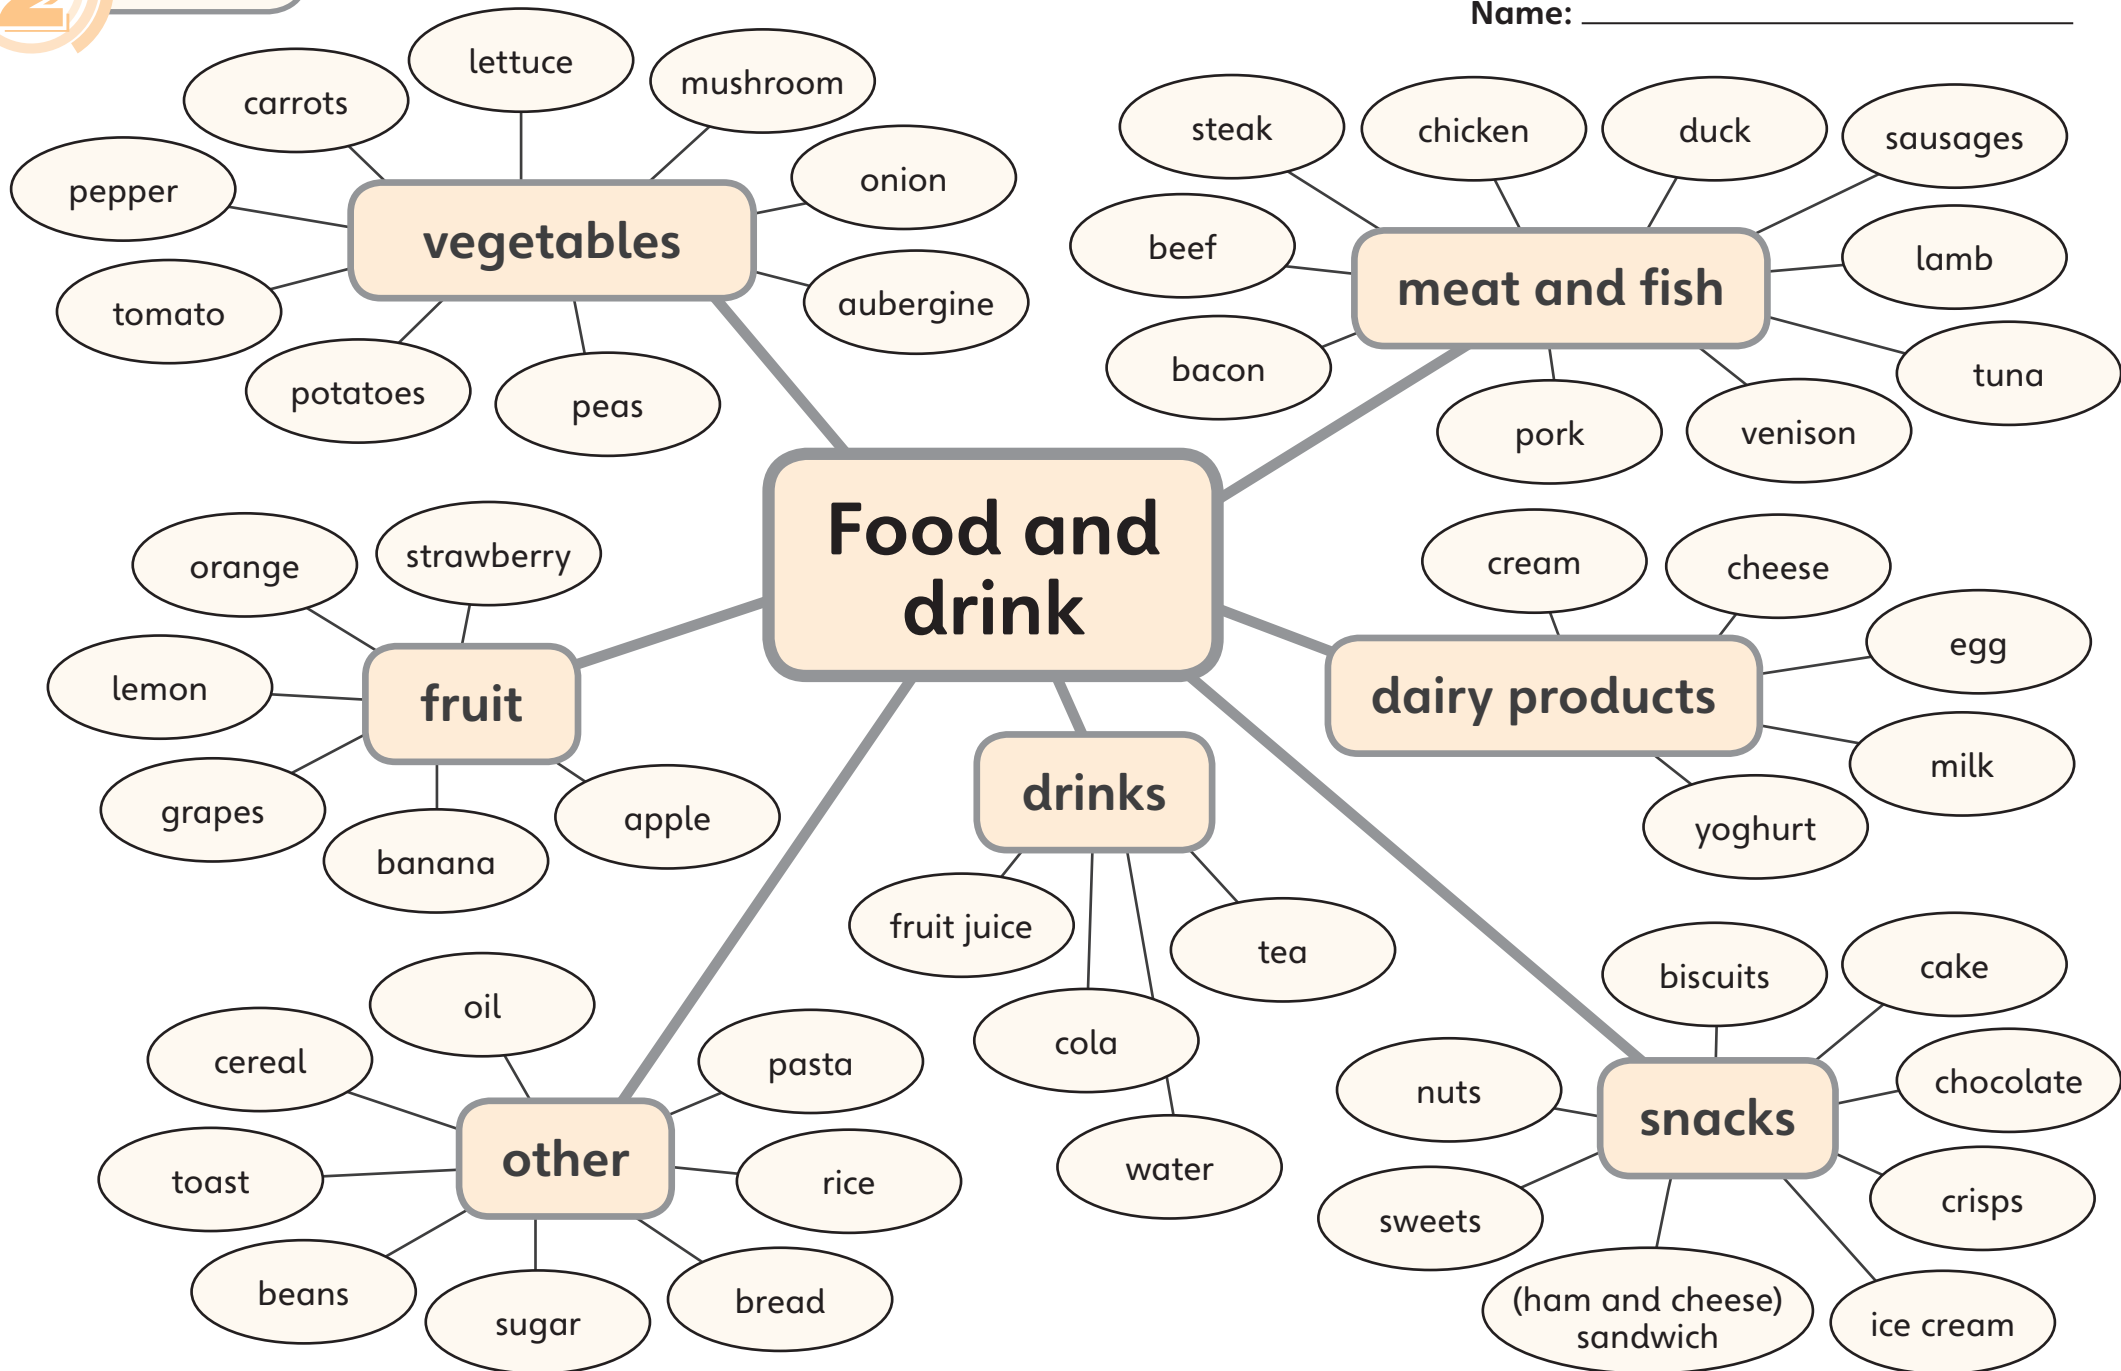 2
Name:
lettuce
carrots
mushroom
pepper
onion
vegetables
tomato
aubergine
potatoes
peas
steak
chicken
duck
sausages
beef
lamb
meat and fish
bacon
tuna
pork
venison
Food and
drink
orange
strawberry
lemon
fruit
grapes
apple
banana
cream
cheese
egg
dairy products
milk
yoghurt
drinks
fruit juice
tea
cola
water
oil
cereal
pasta
other
toast
rice
beans
sugar
bread
biscuits
cake
nuts
chocolate
snacks
sweets
crisps
(ham and cheese)
sandwich
ice cream